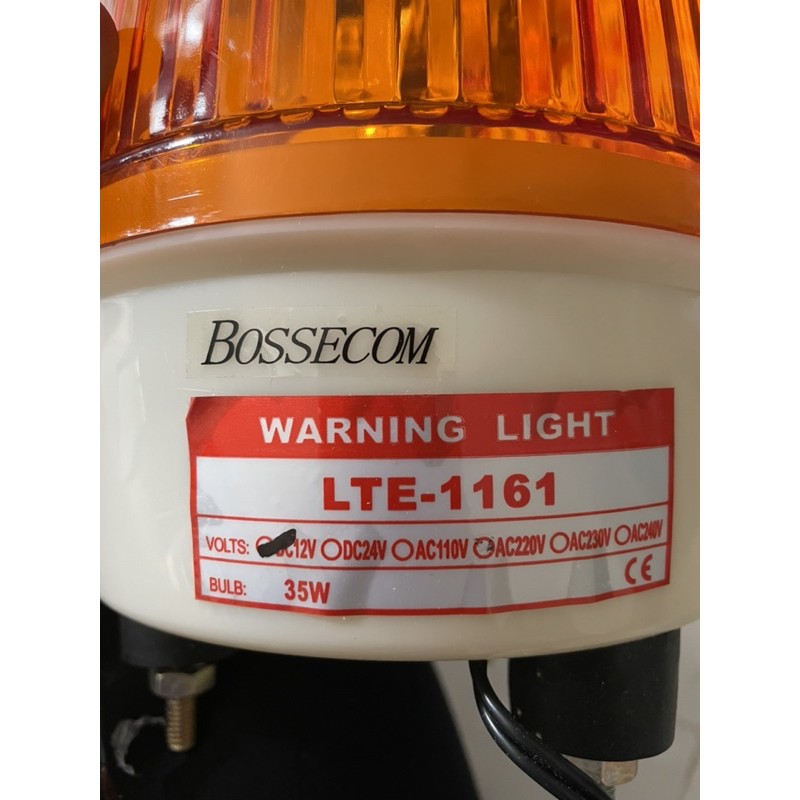 BOSSECOM
WARNING LIGHT
LTE-1161
VOLTS: DC12V DC24V AC110V AC220V AC230V AC240V
BULB: 35W CE